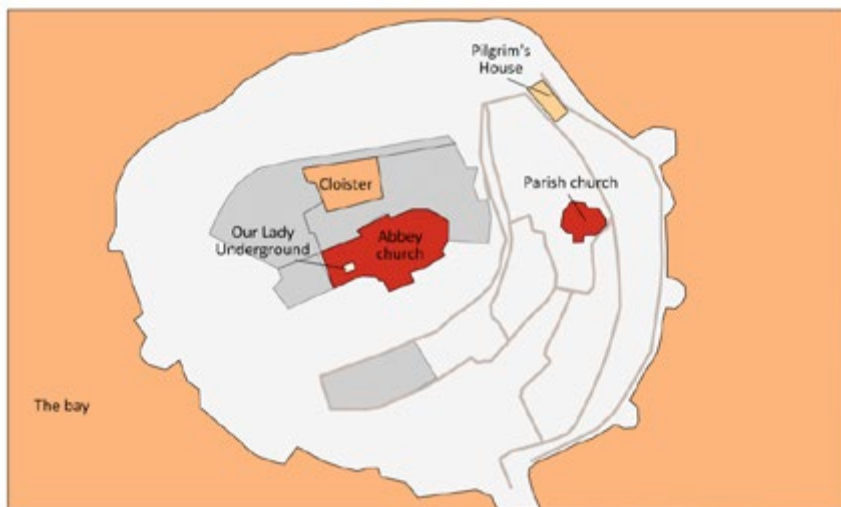 Pilgrim's
House
Cloister
Parish church
Our Lady
Underground
Abbey
church
The bay